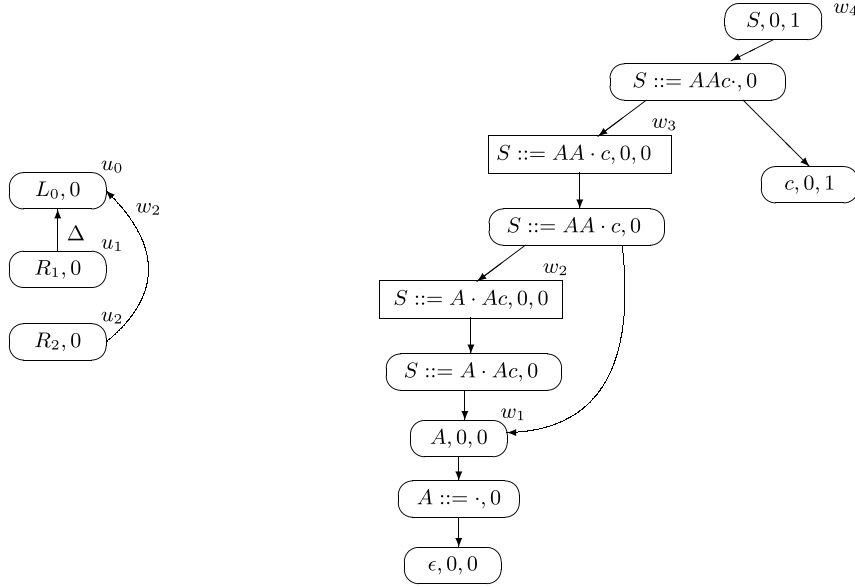 S, 0, 1 w4
S ::= AAc·, 0
w3
S ::= AA · c, 0, 0
c, 0, 1
S ::= AA · c, 0
w2
S ::= A · Ac, 0, 0
S ::= A · Ac, 0
w1
A, 0, 0
A ::= ·, 0
ϵ, 0, 0
u0
L0, 0
w2
Δ
u1
R1, 0
u2
R2, 0